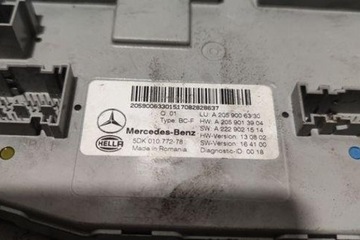 20590063301517082828637
Q 01
Type: BC-F
Mercedes-Benz
HELLA
5DK 010 772-78
Made in Romania
LU: A 205 900 63/30
HW: A 205 901 39 04
SW: A 222 902 15 14
HW-Version: 13 08 02
SW-Version: 16 41 00
Diagnostic-ID: 00 18